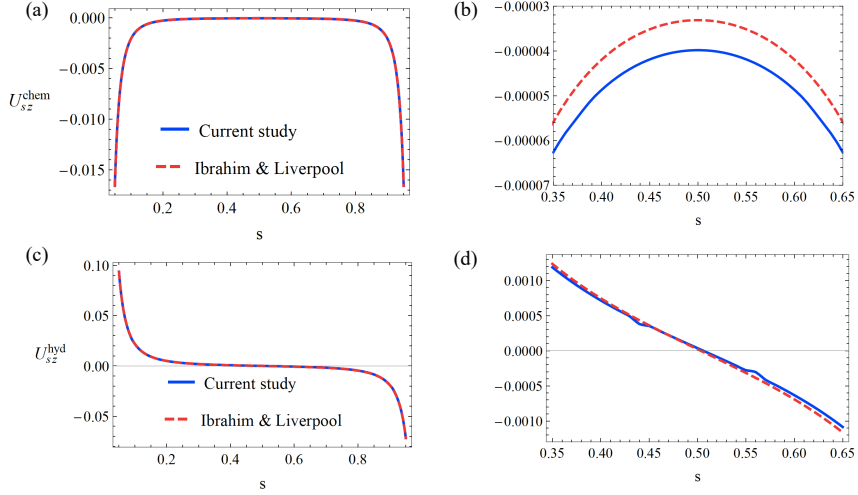 (a)
0.000
−0.005
−0.010
−0.015
U_{sz}^{chem}
Current study
Ibrahim & Liverpool
0.2 0.4 0.6 0.8
s
(b)
−0.00003
−0.00004
−0.00005
−0.00006
−0.00007
0.35 0.40 0.45 0.50 0.55 0.60 0.65
s
(c)
0.10
0.05
0.00
−0.05
U_{sz}^{hyd}
Current study
Ibrahim & Liverpool
0.2 0.4 0.6 0.8
s
(d)
0.0010
0.0005
0.0000
−0.0005
−0.0010
0.35 0.40 0.45 0.50 0.55 0.60 0.65
s